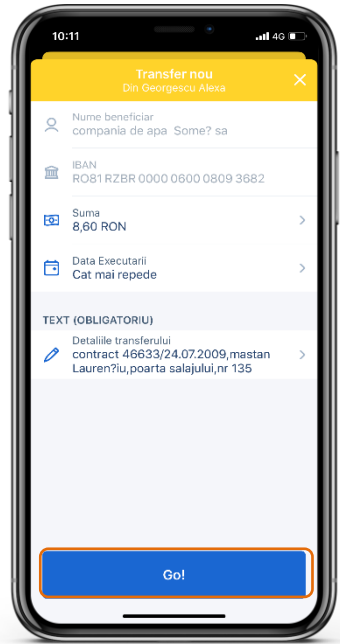 10:11
4G
Transfer nou
Din Georgescu Alexa
Nume beneficiar
compania de apa Some? sa
IBAN
RO81 RZBR 0000 0600 0809 3682
Suma
8,60 RON
Data Executarii
Cat mai repede
TEXT (OBLIGATORIU)
Detaliile transferului
contract 46633/24.07.2009,mastan
Lauren?iu,poarta salajului,nr 135
Go!